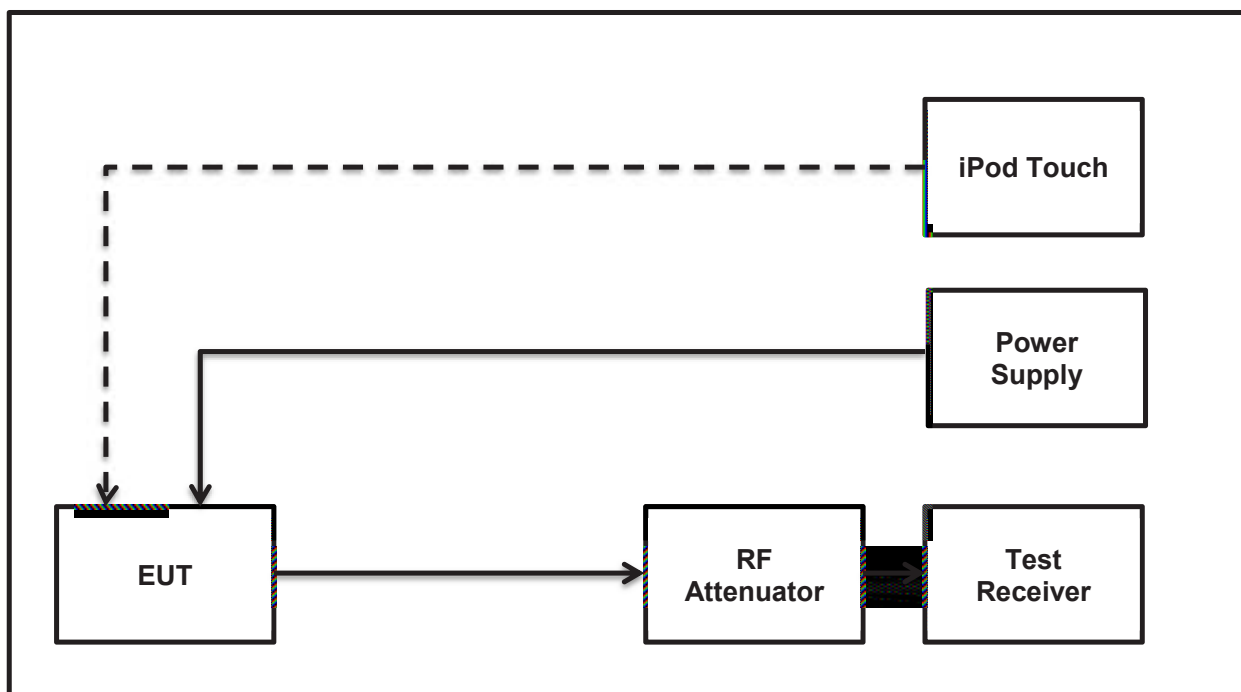 iPod Touch
Power
Supply
EUT
RF
Attenuator
Test
Receiver